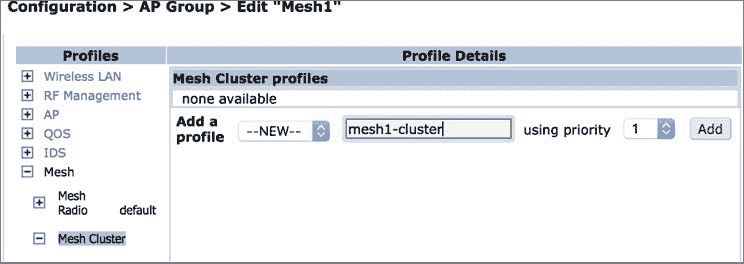 Configuration > AP Group > Edit "Mesh1"
Profiles
Profile Details
Wireless LAN
RF Management
AP
QOS
IDS
Mesh
Mesh
Radio default
Mesh Cluster
Mesh Cluster profiles
none available
Add a
profile --NEW-- mesh1-cluster using priority 1 Add